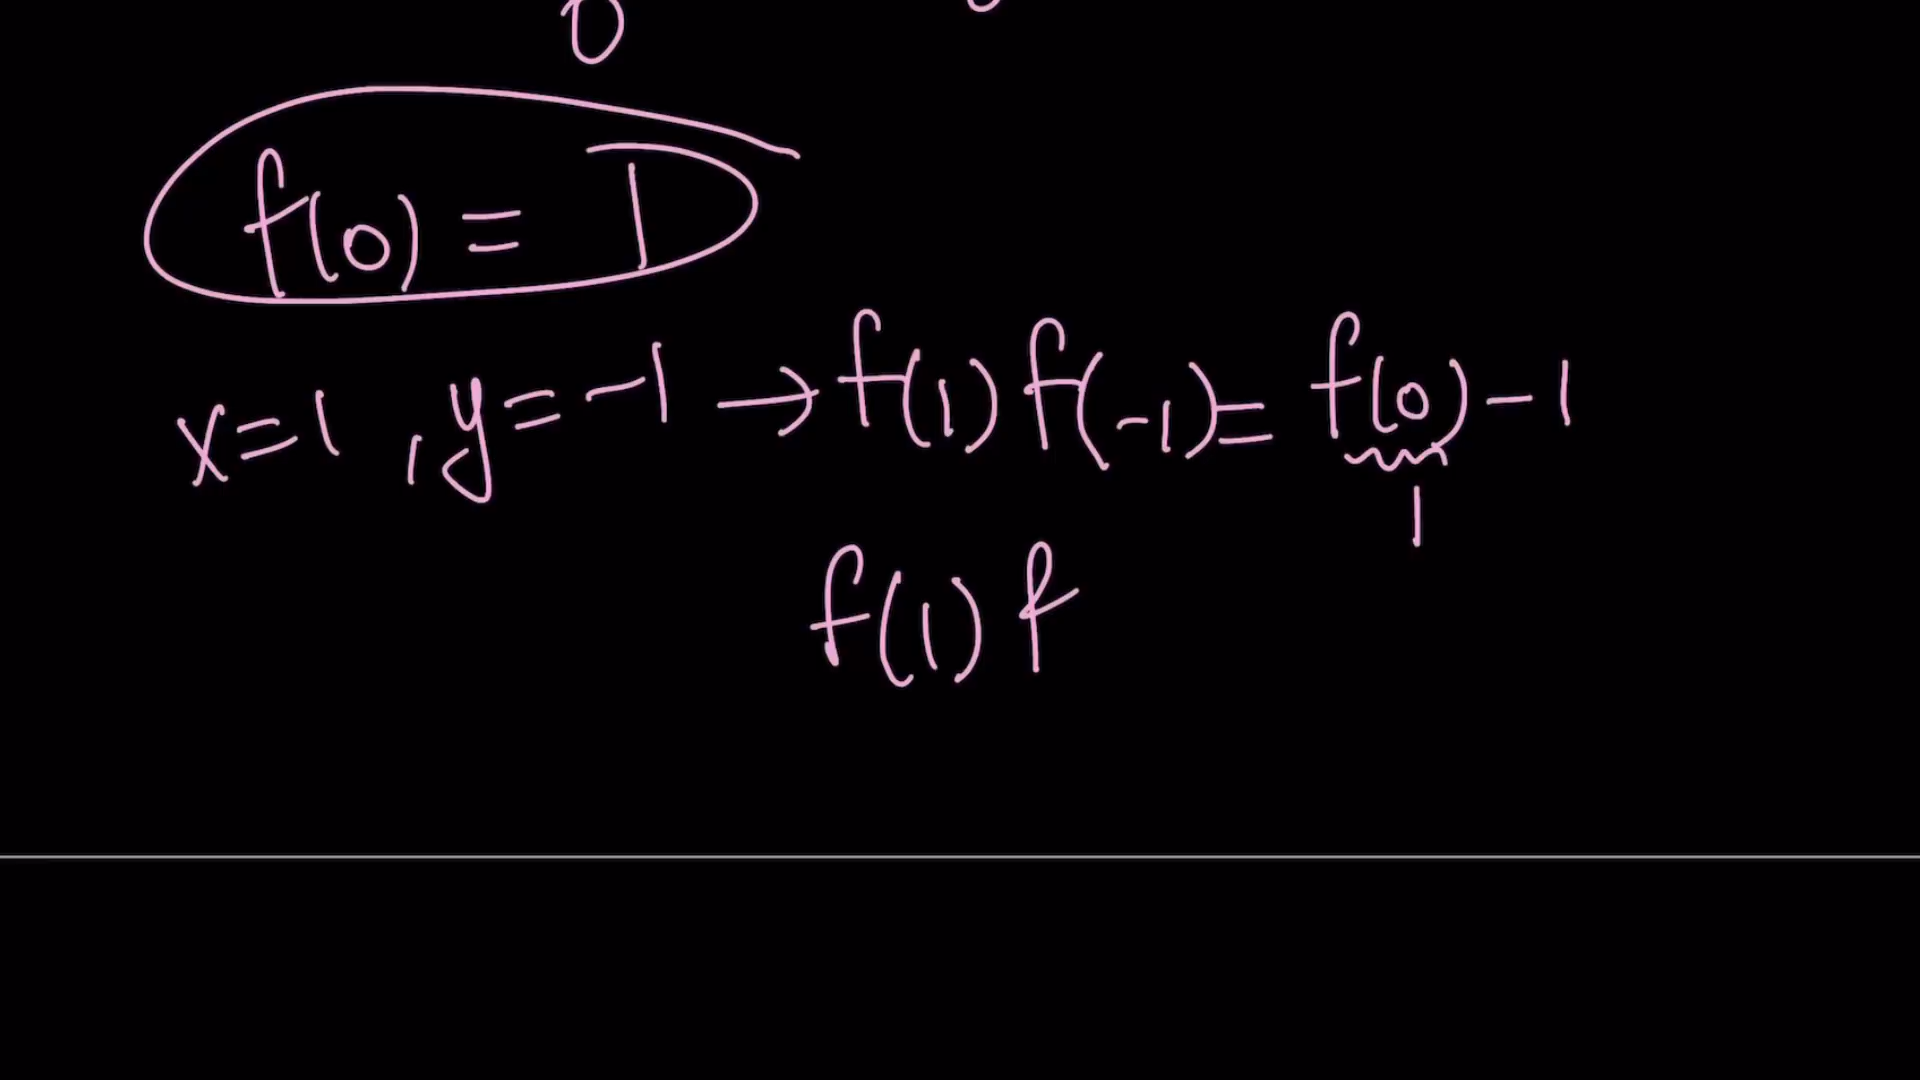 f(0) = 1
x=1, y=-1 → f(1) f(-1) = f(0) - 1
1
f(1) f